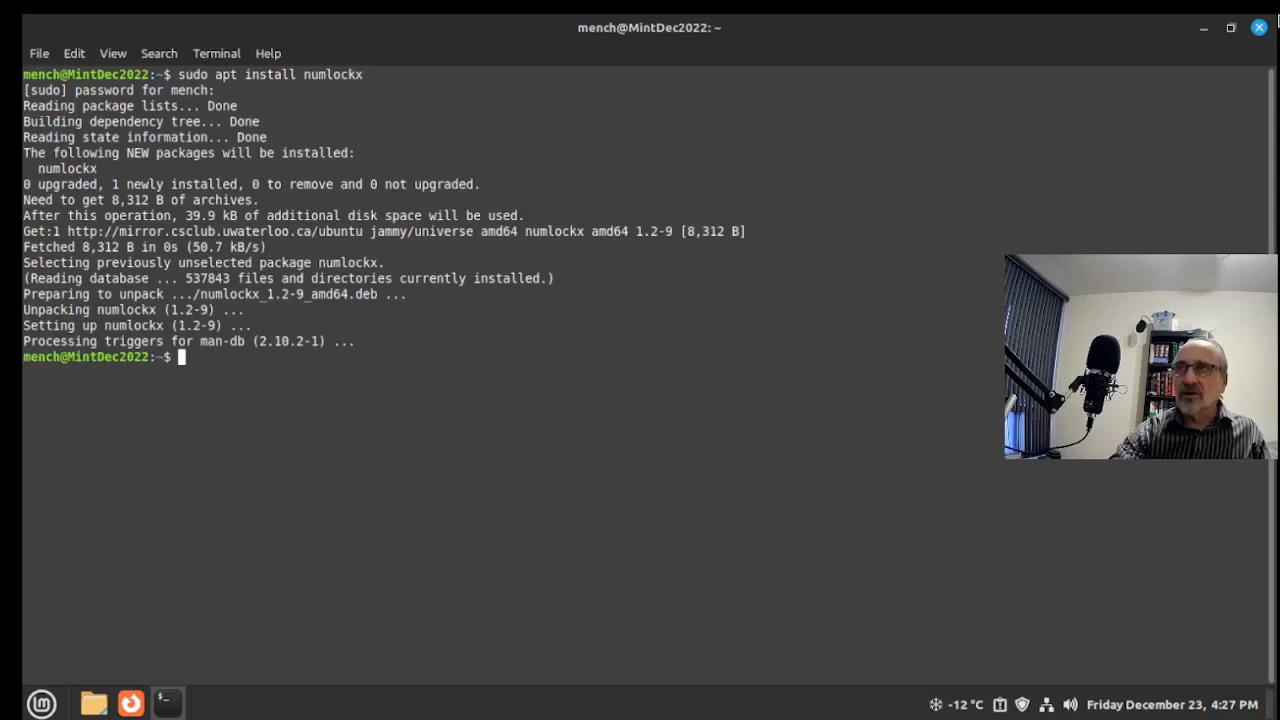 mench@MintDec2022: ~
File Edit View Search Terminal Help
mench@MintDec2022:~$ sudo apt install numlockx
[sudo] password for mench:
Reading package lists... Done
Building dependency tree... Done
Reading state information... Done
The following NEW packages will be installed:
numlockx
0 upgraded, 1 newly installed, 0 to remove and 0 not upgraded.
Need to get 8,312 B of archives.
After this operation, 39.9 kB of additional disk space will be used.
Get:1 http://mirror.csclub.uwaterloo.ca/ubuntu jammy/universe amd64 numlockx amd64 1.2-9 [8,312 B]
Fetched 8,312 B in 0s (50.7 kB/s)
Selecting previously unselected package numlockx.
(Reading database ... 537843 files and directories currently installed.)
Preparing to unpack .../numlockx_1.2-9_amd64.deb ...
Unpacking numlockx (1.2-9) ...
Setting up numlockx (1.2-9) ...
Processing triggers for man-db (2.10.2-1) ...
mench@MintDec2022:~$
-12 °C Friday December 23, 4:27 PM